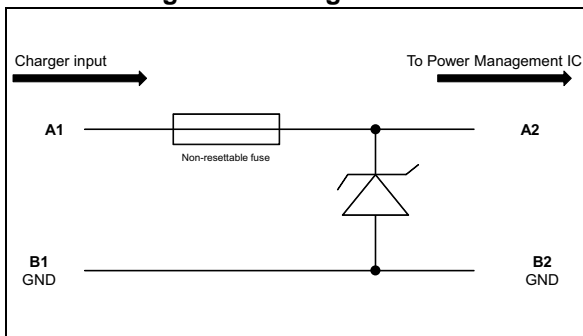 Charger input
To Power Management IC
A1
A2
Non-resettable fuse
B1
GND
B2
GND